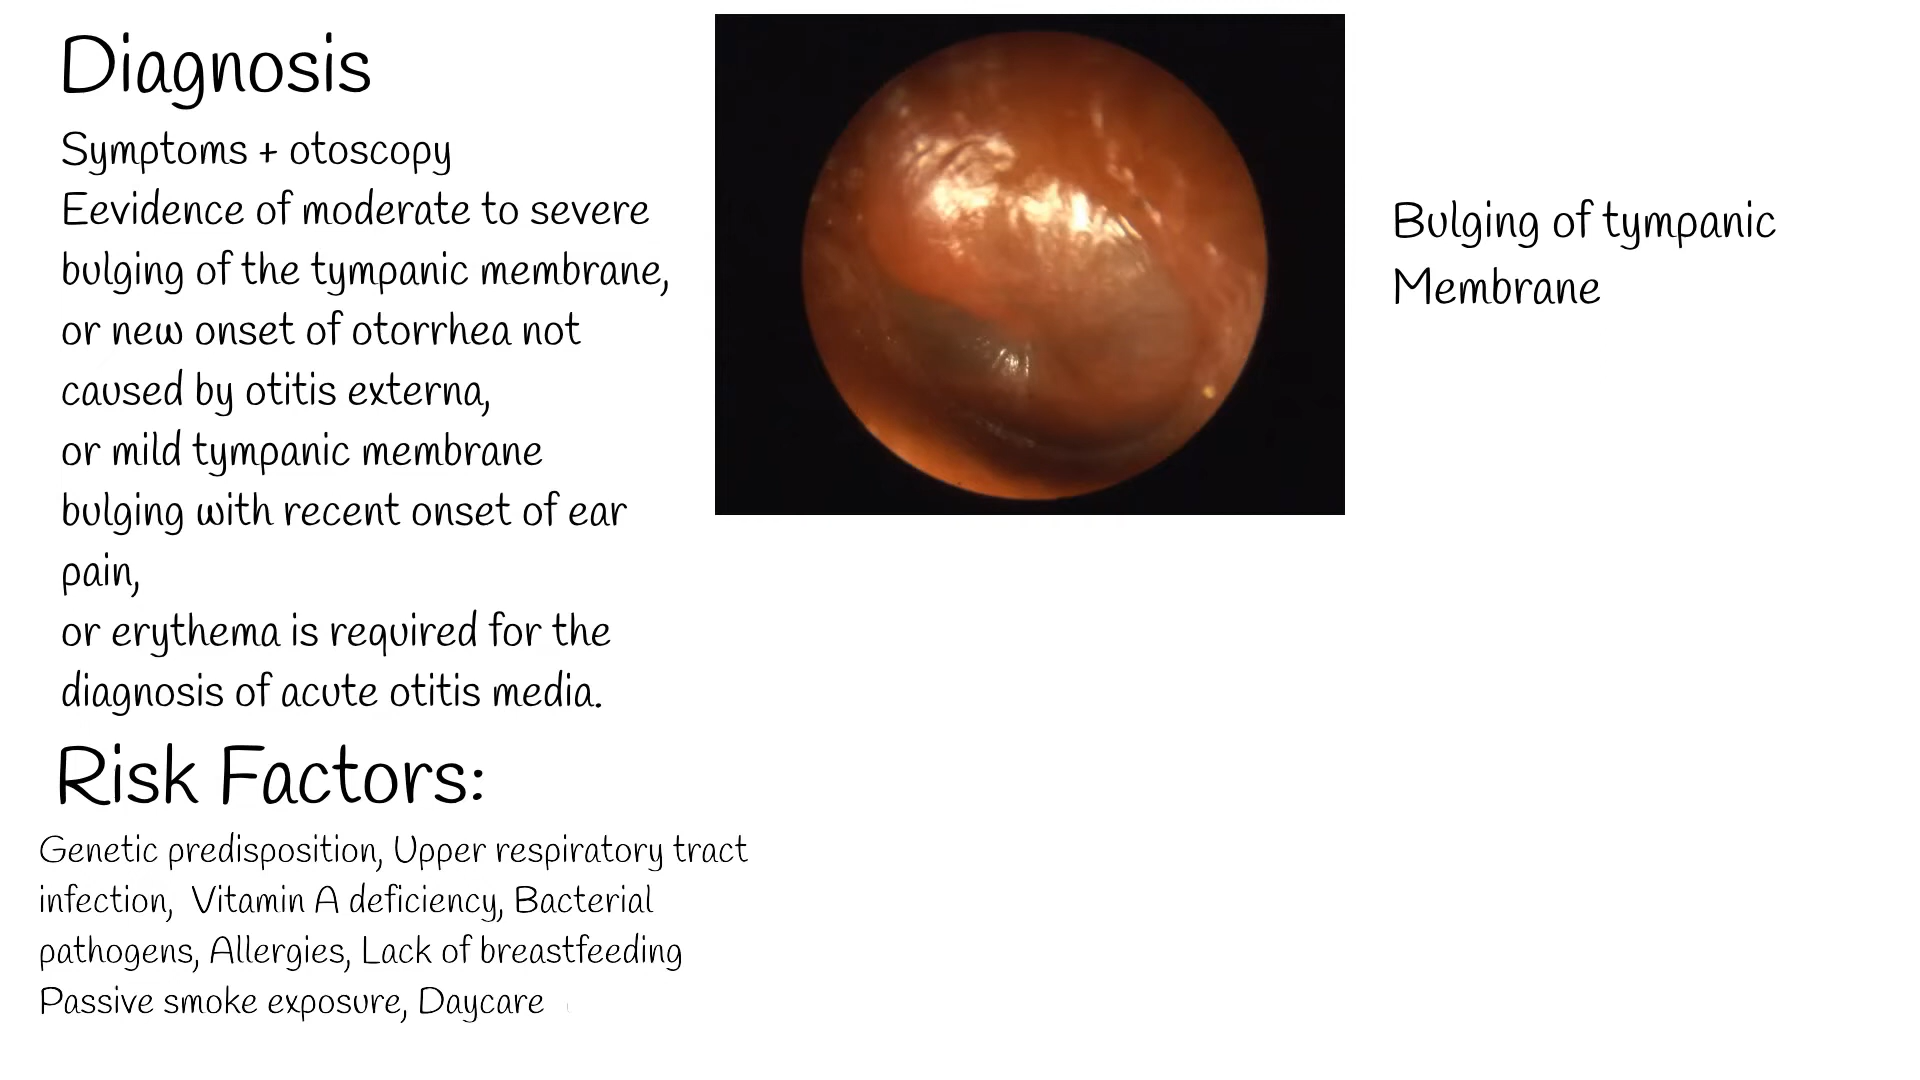 Diagnosis
Symptoms + otoscopy
Eevidence of moderate to severe
bulging of the tympanic membrane,
or new onset of otorrhea not
caused by otitis externa,
or mild tympanic membrane
bulging with recent onset of ear
pain,
or erythema is required for the
diagnosis of acute otitis media.
Risk Factors:
Genetic predisposition, Upper respiratory tract
infection, Vitamin A deficiency, Bacterial
pathogens, Allergies, Lack of breastfeeding
Passive smoke exposure, Daycare
Bulging of tympanic
Membrane